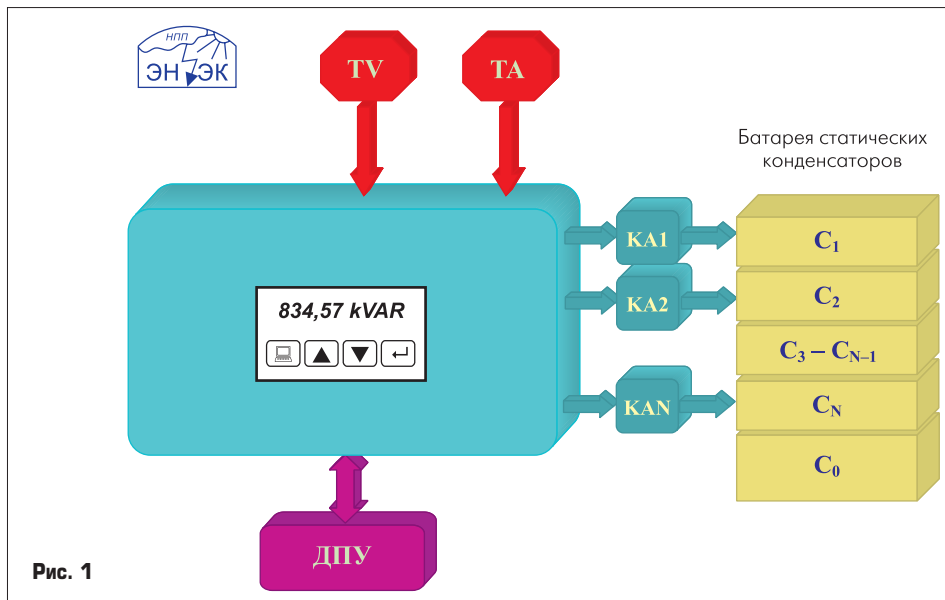 НПП
ЭН ЭК
TV
TA
Батарея статических
конденсаторов
KA1
C1
KA2
C2
834,57 kVAR
C3 – CN–1
KAN
CN
C0
ДПУ
Рис. 1